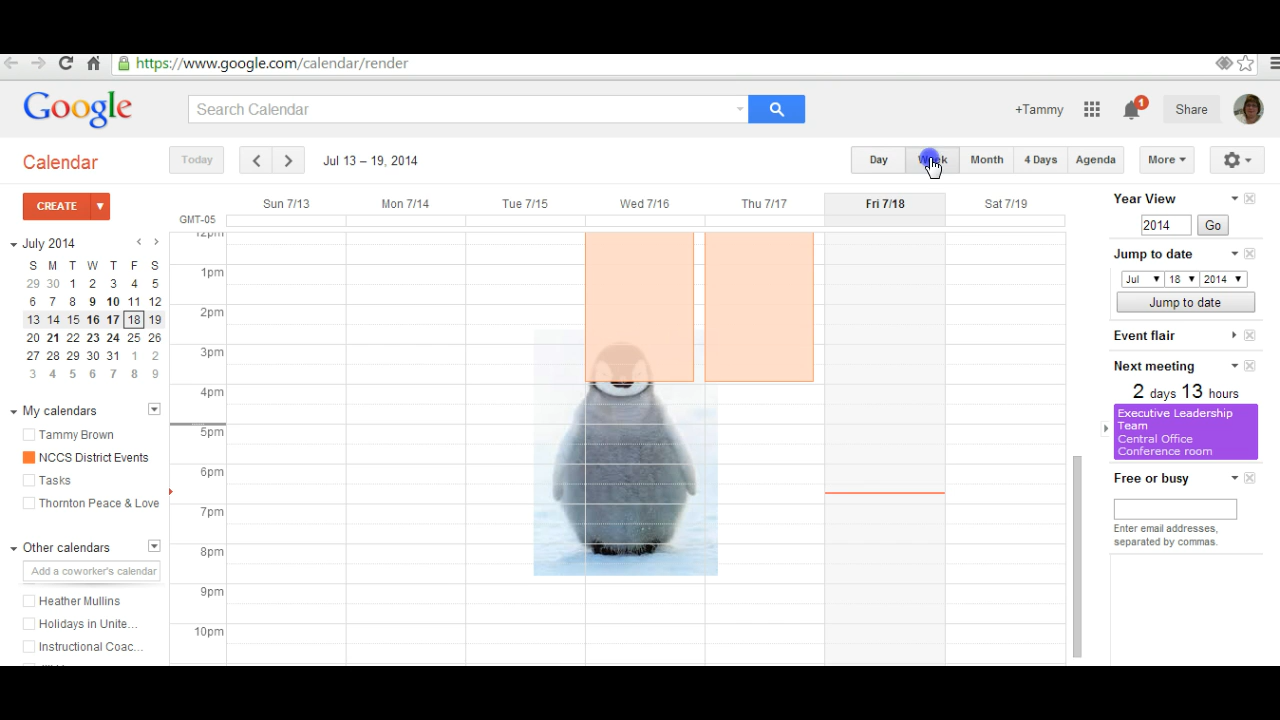 https://www.google.com/calendar/render
Google
Search Calendar
+Tammy
1
Share
Calendar
Today
Jul 13 – 19, 2014
Day
Week
Month
4 Days
Agenda
More
CREATE
July 2014
S M T W T F S
29 30 1 2 3 4 5
6 7 8 9 10 11 12
13 14 15 16 17 18 19
20 21 22 23 24 25 26
27 28 29 30 31 1 2
3 4 5 6 7 8 9
My calendars
Tammy Brown
NCCS District Events
Tasks
Thornton Peace & Love
Other calendars
Add a coworker's calendar
Heather Mullins
Holidays in Unite...
Instructional Coac...
GMT-05
Sun 7/13
Mon 7/14
Tue 7/15
Wed 7/16
Thu 7/17
Fri 7/18
Sat 7/19
12pm
1pm
2pm
3pm
4pm
5pm
6pm
7pm
8pm
9pm
10pm
Year View
2014
Go
Jump to date
Jul 18 2014
Jump to date
Event flair
Next meeting
2 days 13 hours
Executive Leadership
Team
Central Office
Conference room
Free or busy
Enter email addresses,
separated by commas.